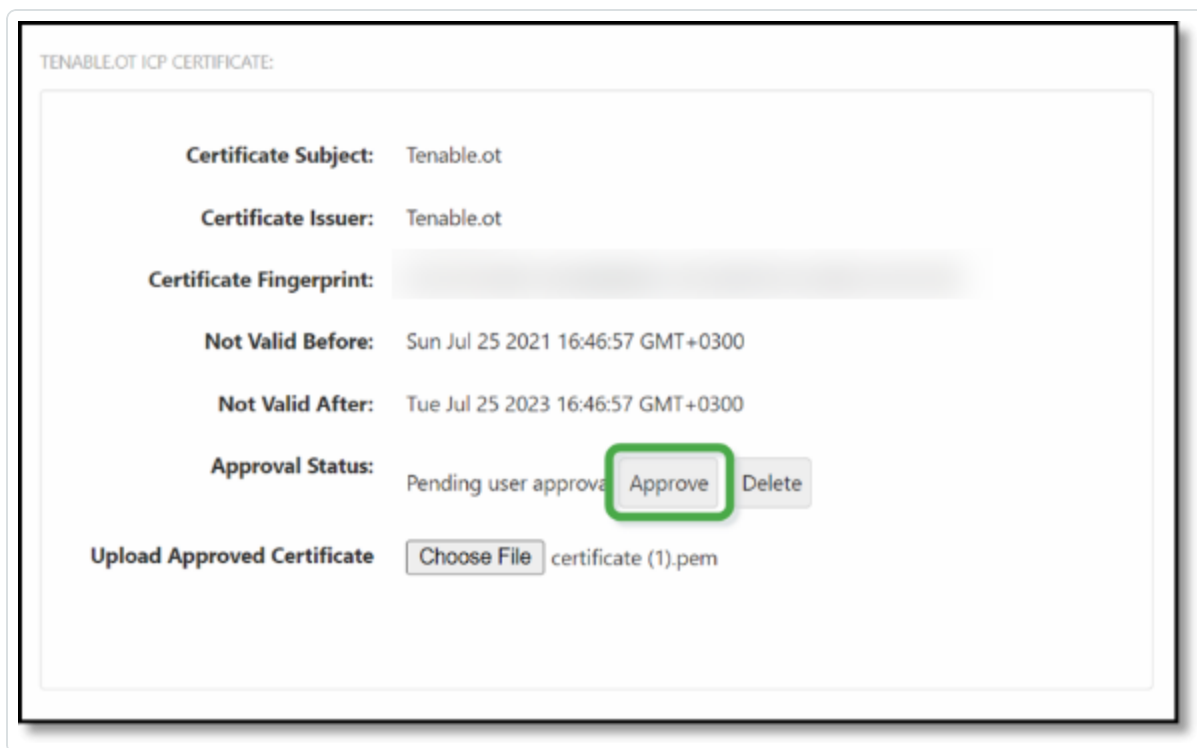 TENABLE.OT ICP CERTIFICATE:
Certificate Subject: Tenable.ot
Certificate Issuer: Tenable.ot
Certificate Fingerprint:
Not Valid Before: Sun Jul 25 2021 16:46:57 GMT+0300
Not Valid After: Tue Jul 25 2023 16:46:57 GMT+0300
Approval Status: Pending user approva Approve Delete
Upload Approved Certificate Choose File certificate (1).pem